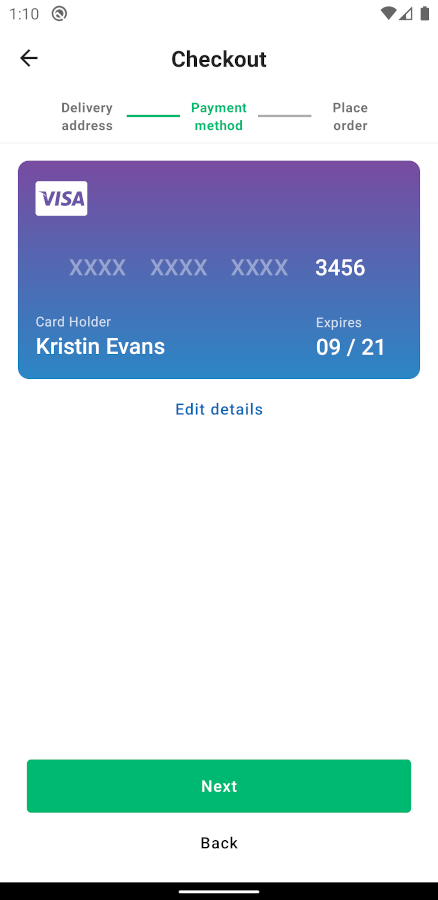 1:10
Checkout
Delivery address
Payment method
Place order
VISA
XXXX XXXX XXXX 3456
Card Holder
Expires
Kristin Evans
09 / 21
Edit details
Next
Back